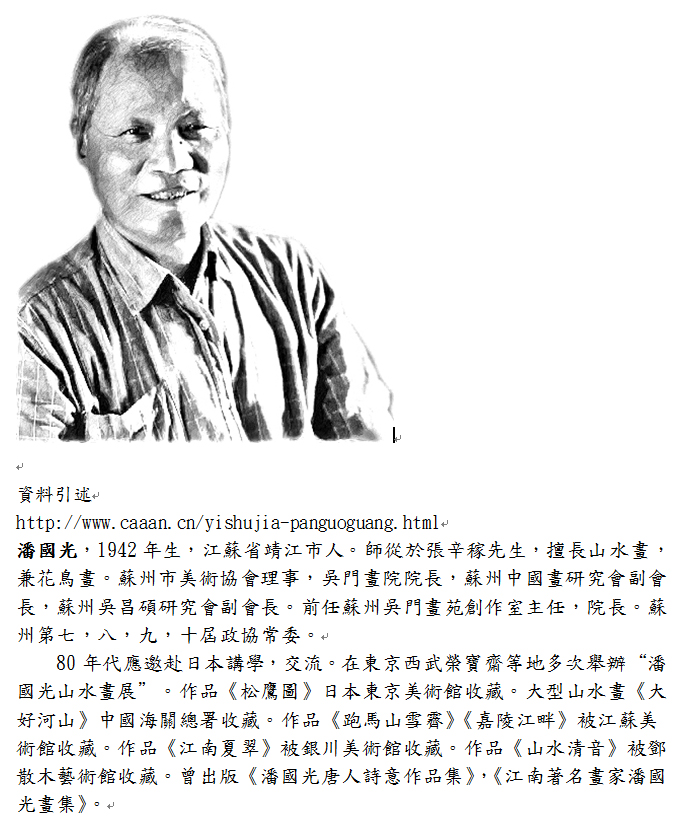 資料引述
http://www.caaan.cn/yishujia-panguoguang.html
潘國光，1942 年生，江蘇省靖江市人。師從於張辛稼先生，擅長山水畫，
兼花鳥畫。蘇州市美術協會理事，吳門畫院院長，蘇州中國畫研究會副會
長，蘇州吳昌碩研究會副會長。前任蘇州吳門畫苑創作室主任，院長。蘇
州第七，八，九，十屆政協常委。
80 年代應邀赴日本講學，交流。在東京西武榮寶齋等地多次舉辦“潘
國光山水畫展”。作品《松鷹圖》日本東京美術館收藏。大型山水畫《大
好河山》中國海關總署收藏。作品《跑馬山雪霽》《嘉陵江畔》被江蘇美
術館收藏。作品《江南夏翠》被銀川美術館收藏。作品《山水清音》被鄧
散木藝術館收藏。曾出版《潘國光唐人詩意作品集》，《江南著名畫家潘國
光畫集》。